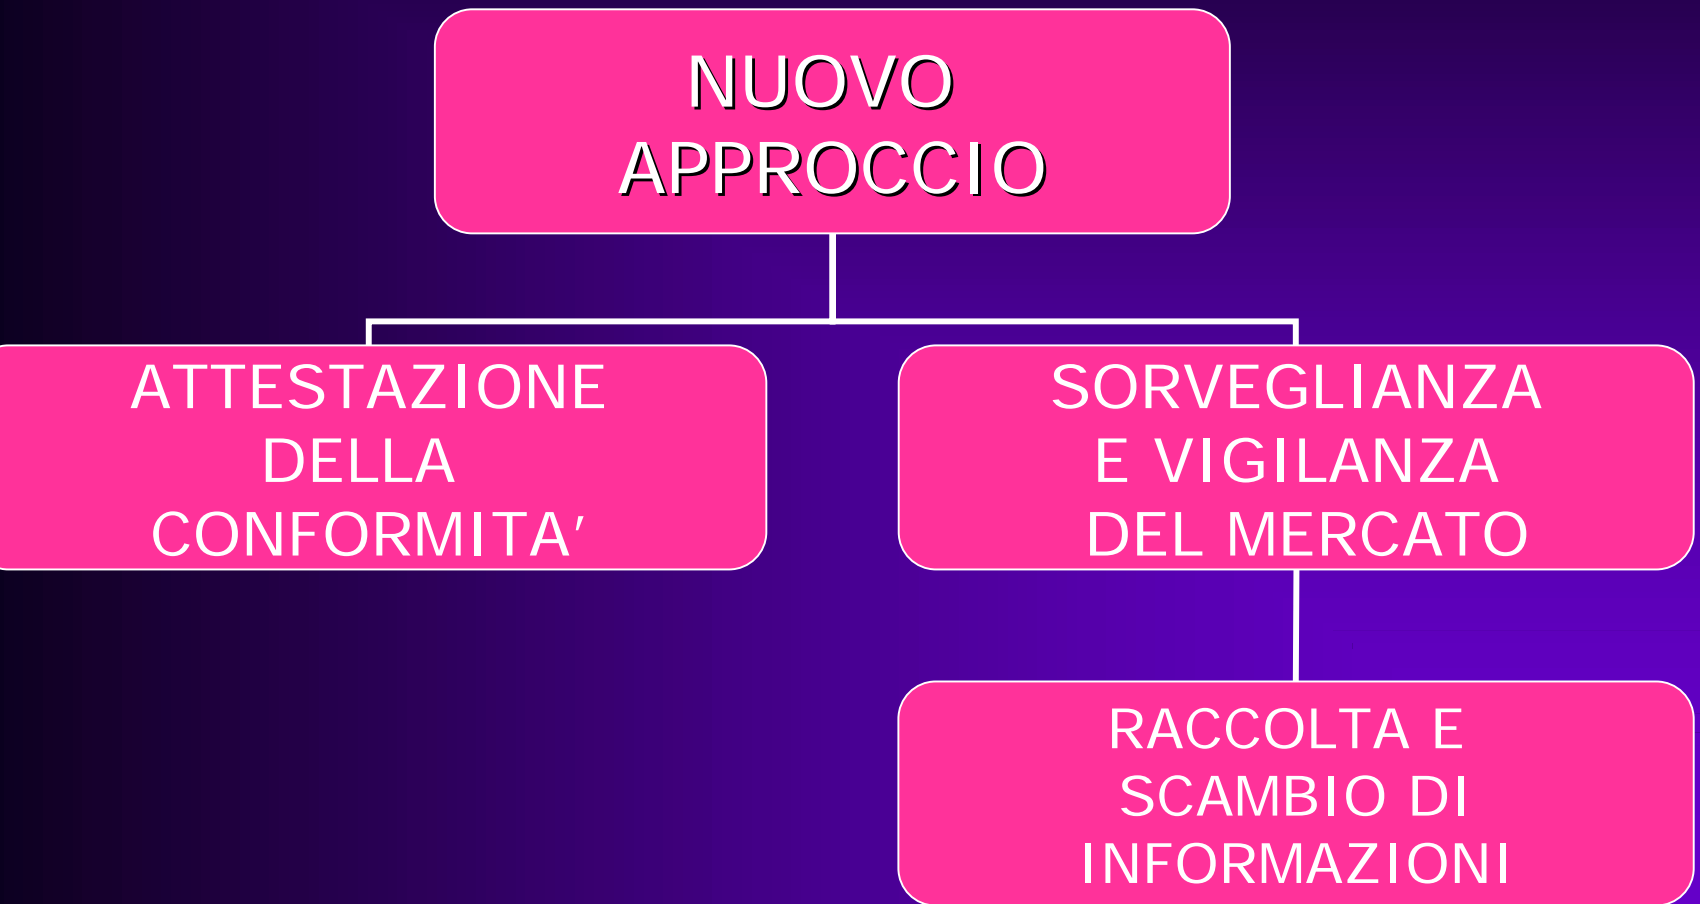 NUOVO
APPROCCIO
ATTESTAZIONE
DELLA
CONFORMITA'
SORVEGLIANZA
E VIGILANZA
DEL MERCATO
RACCOLTA E
SCAMBIO DI
INFORMAZIONI